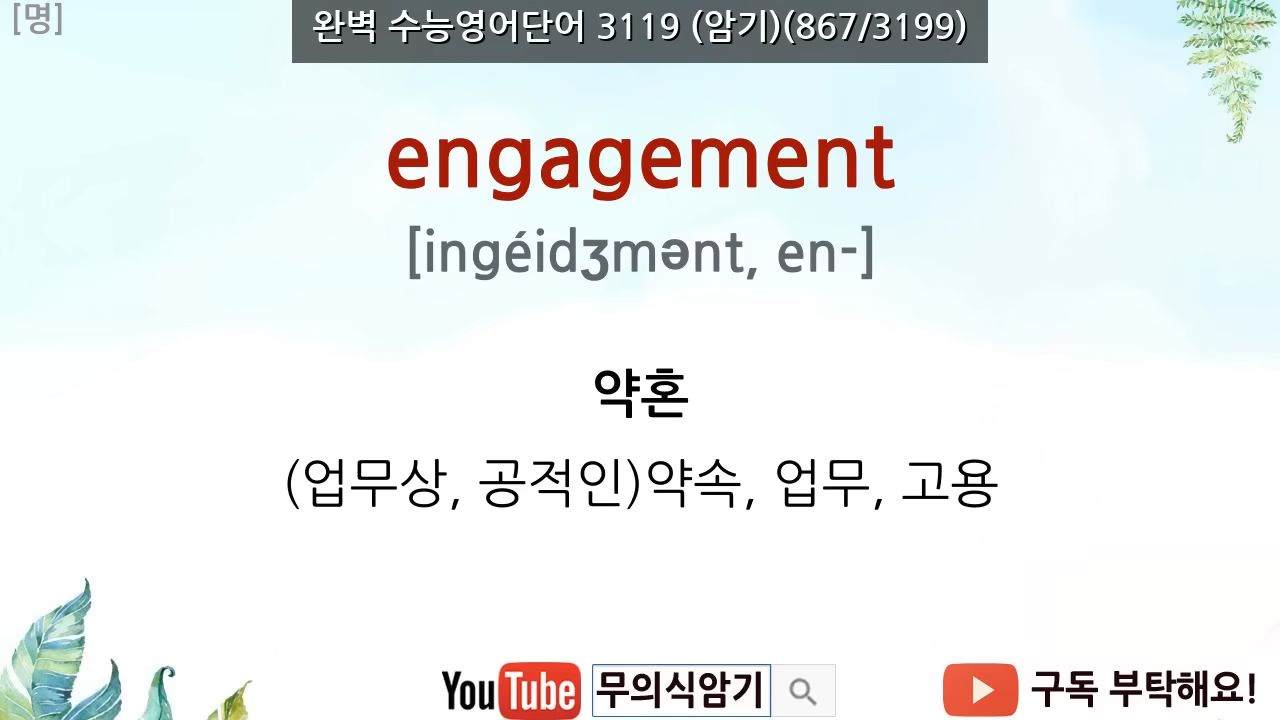 [명]
완벽 수능영어단어 3119 (암기)(867/3199)
engagement
[ingéidʒmənt, en-]
약혼
(업무상, 공적인)약속, 업무, 고용
YouTube 무의식암기 구독 부탁해요!